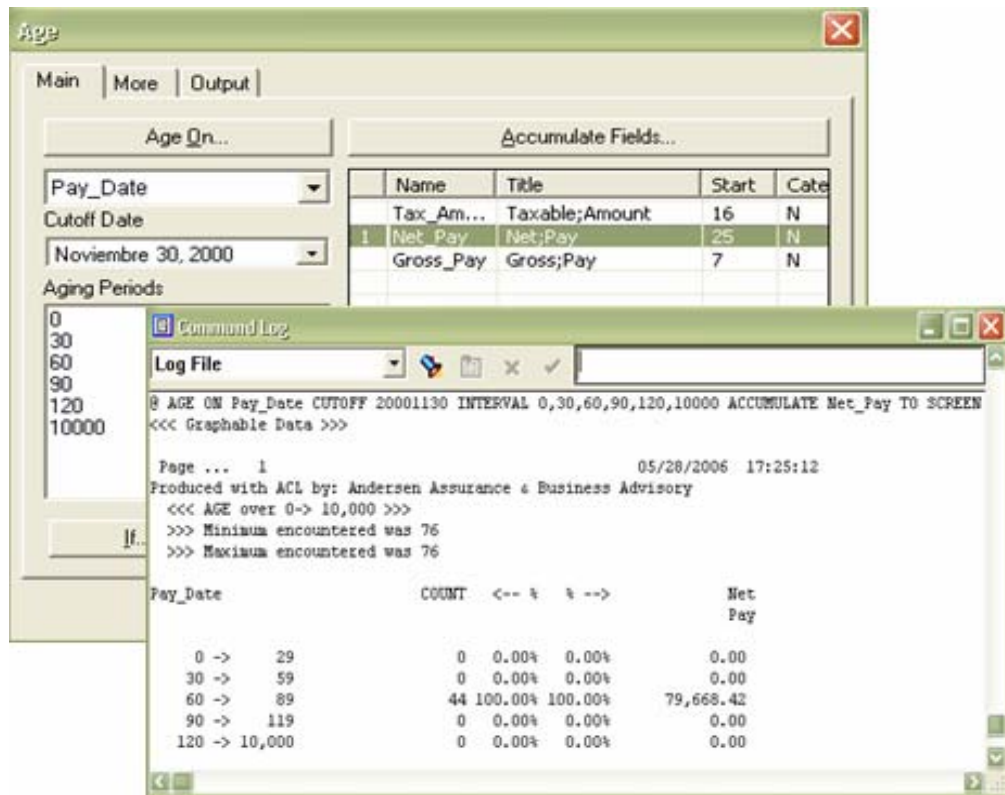 Age
Main More Output
Age On... Accumulate Fields...
Pay_Date
Name Title Start Cate
Cutoff Date
Tax_Am... Taxable;Amount 16 N
1 Net_Pay Net;Pay 25 N
Noviembre 30, 2000
Gross_Pay Gross;Pay 7 N
Aging Periods
0
30
60
90
120
10000
If...
Command Log
Log File
@ AGE ON Pay_Date CUTOFF 20001130 INTERVAL 0,30,60,90,120,10000 ACCUMULATE Net_Pay TO SCREEN
<<< Graphable Data >>>
Page ... 1 05/28/2006 17:25:12
Produced with ACL by: Andersen Assurance & Business Advisory
<<< AGE over 0-> 10,000 >>>
>>> Minimum encountered was 76
>>> Maximum encountered was 76
Pay_Date COUNT <-- % % --> Net
Pay
0 -> 29 0 0.00% 0.00% 0.00
30 -> 59 0 0.00% 0.00% 0.00
60 -> 89 44 100.00% 100.00% 79,668.42
90 -> 119 0 0.00% 0.00% 0.00
120 -> 10,000 0 0.00% 0.00% 0.00